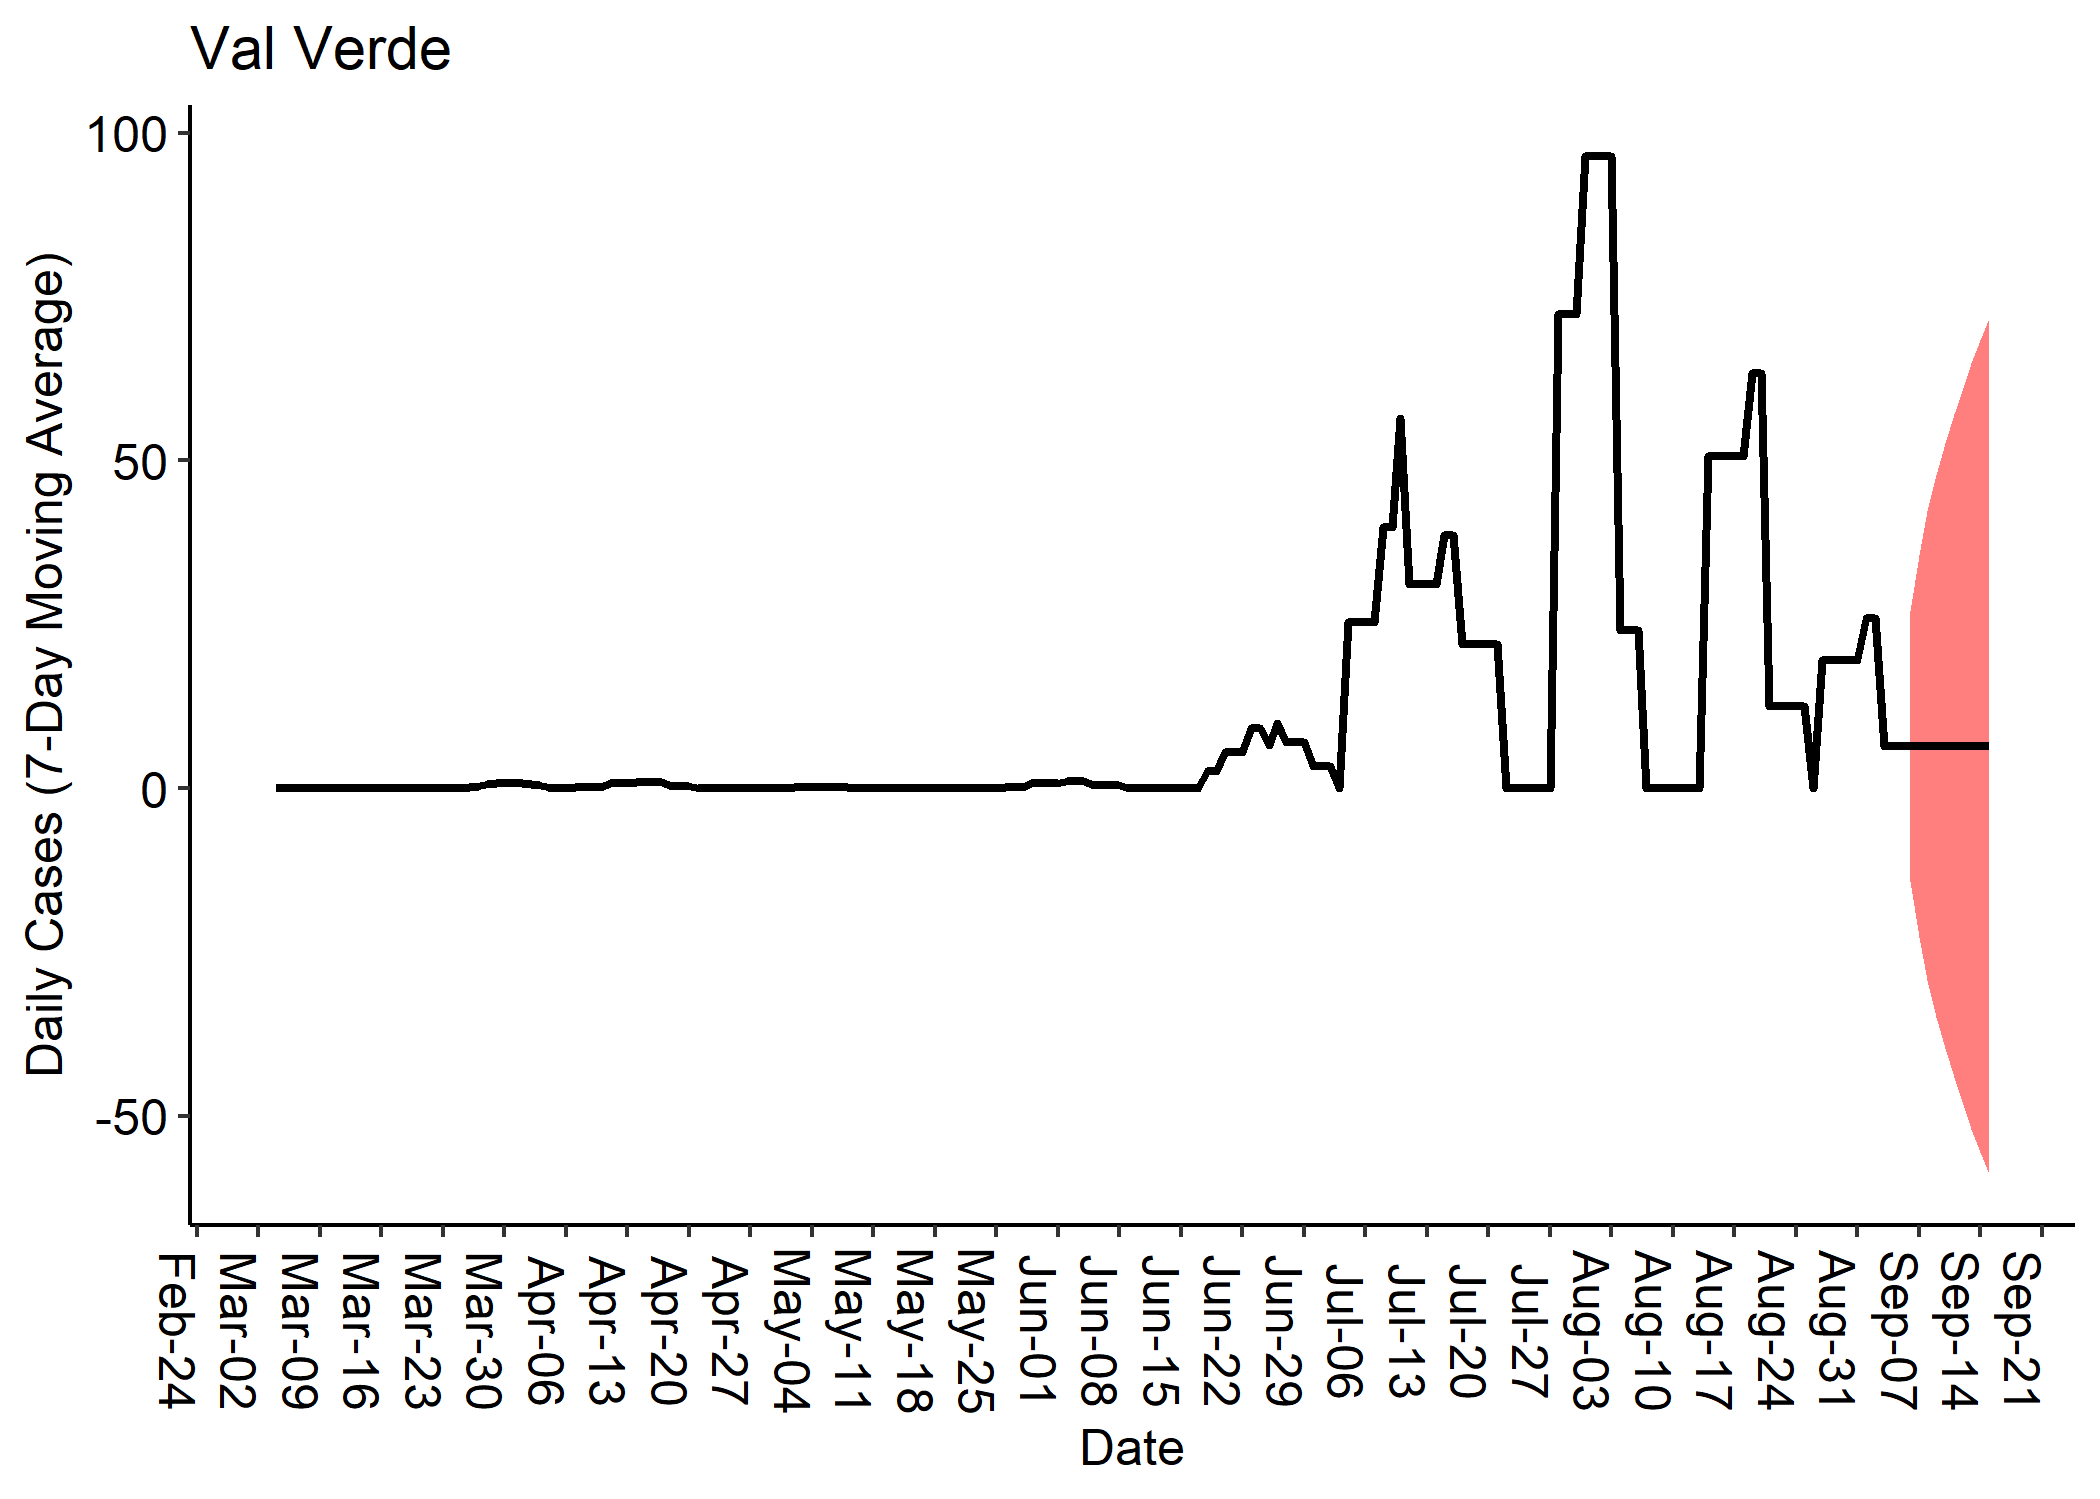 Val Verde
Daily Cases (7-Day Moving Average)
100
50
0
-50
Feb-24
Mar-02
Mar-09
Mar-16
Mar-23
Mar-30
Apr-06
Apr-13
Apr-20
Apr-27
May-04
May-11
May-18
May-25
Jun-01
Jun-08
Jun-15
Jun-22
Jun-29
Jul-06
Jul-13
Jul-20
Jul-27
Aug-03
Aug-10
Aug-17
Aug-24
Aug-31
Sep-07
Sep-14
Sep-21
Date